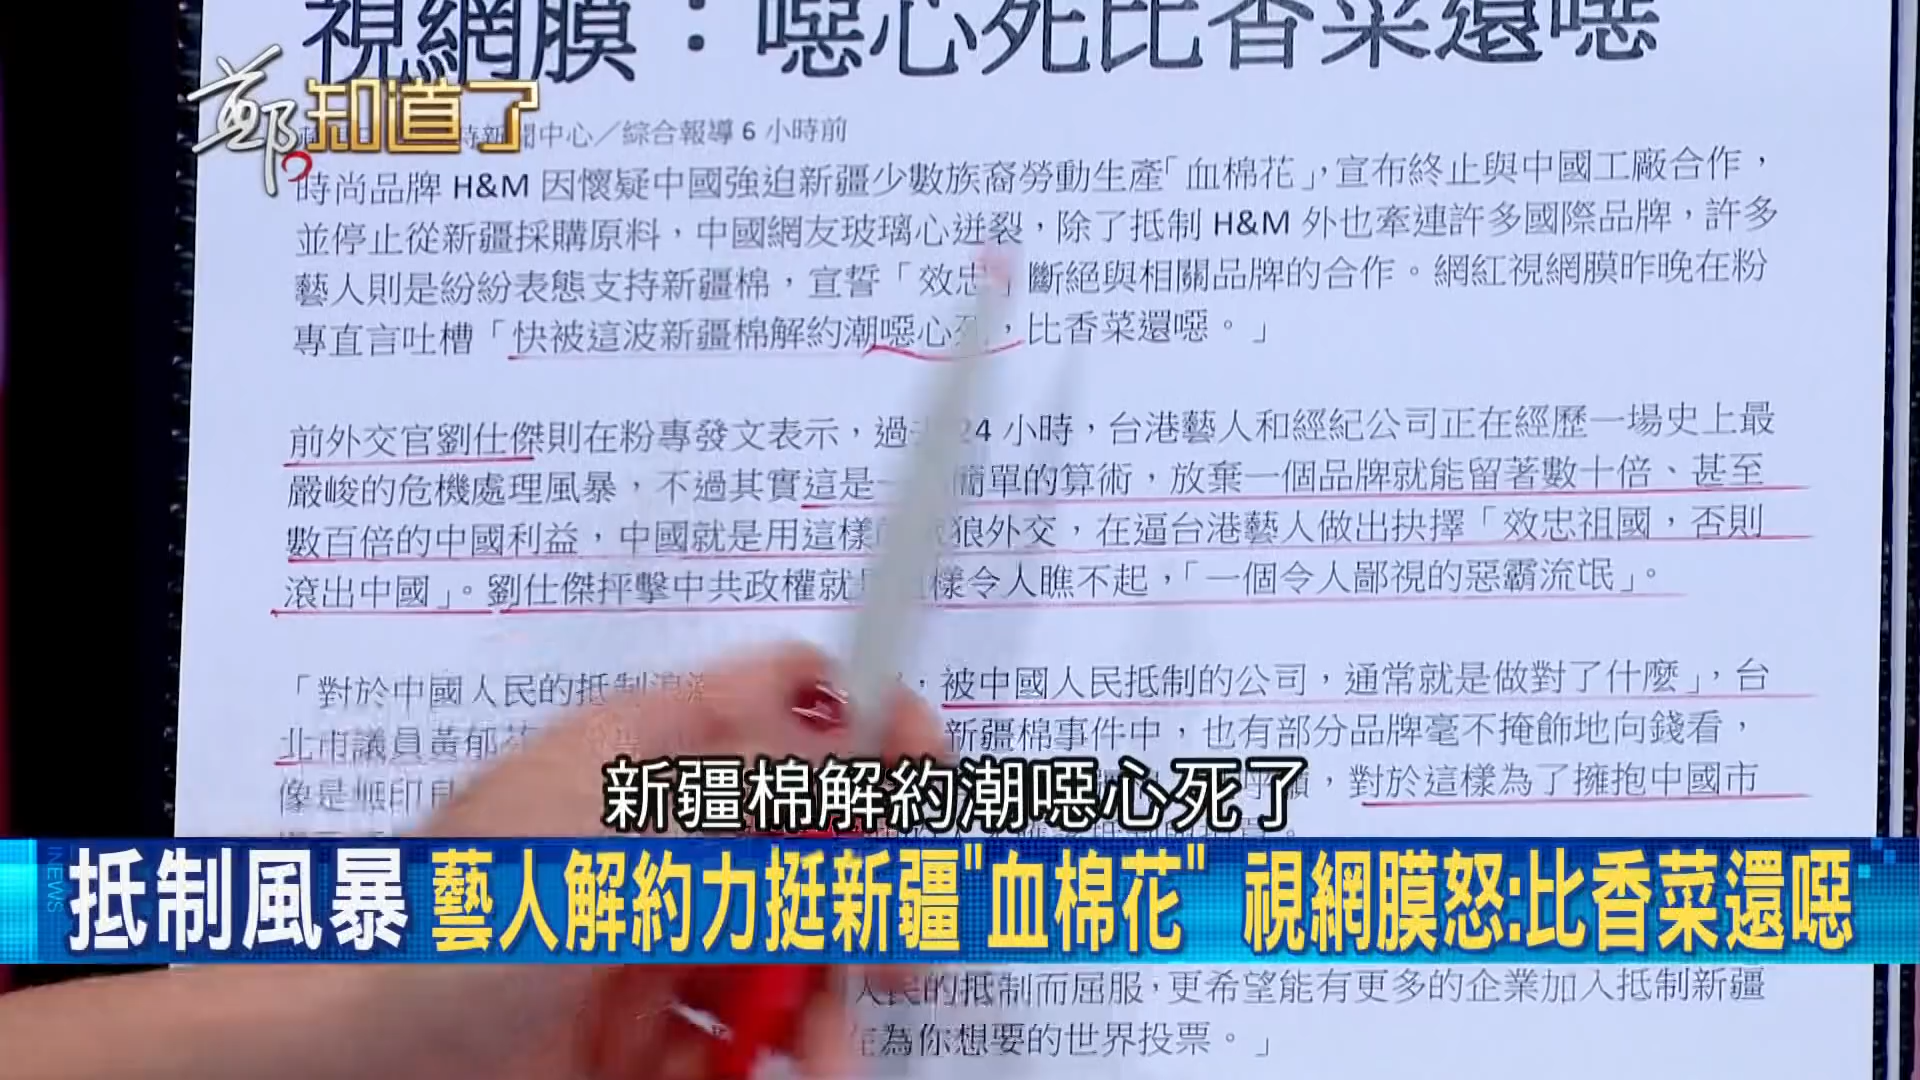 視網膜：噁心死比香菜還噁
鄭知道了
中心／綜合報導 6 小時前
時尚品牌 H&M 因懷疑中國強迫新疆少數族裔勞動生產「血棉花」，宣布終止與中國工廠合作，
並停止從新疆採購原料，中國網友玻璃心迸裂，除了抵制 H&M 外也牽連許多國際品牌，許多
藝人則是紛紛表態支持新疆棉，宣誓「效忠」斷絕與相關品牌的合作。網紅視網膜昨晚在粉
專直言吐槽「快被這波新疆棉解約潮噁心死，比香菜還噁。」
前外交官劉仕傑則在粉專發文表示，過 24 小時，台港藝人和經紀公司正在經歷一場史上最
嚴峻的危機處理風暴，不過其實這是一 簡單的算術，放棄一個品牌就能留著數十倍、甚至
數百倍的中國利益，中國就是用這樣 狼外交，在逼台港藝人做出抉擇「效忠祖國，否則
滾出中國」。劉仕傑抨擊中共政權就 樣令人瞧不起，「一個令人鄙視的惡霸流氓」。
「對於中國人民的抵制 ，被中國人民抵制的公司，通常就是做對了什麼」，台
北市議員黃郁 新疆棉事件中，也有部分品牌毫不掩飾地向錢看，
像是無印 ，對於這樣為了擁抱中國市
新疆棉解約潮噁心死了
NEWS
抵制風暴 藝人解約力挺新疆"血棉花" 視網膜怒:比香菜還噁
人民的抵制而屈服，更希望能有更多的企業加入抵制新疆
為你想要的世界投票。」